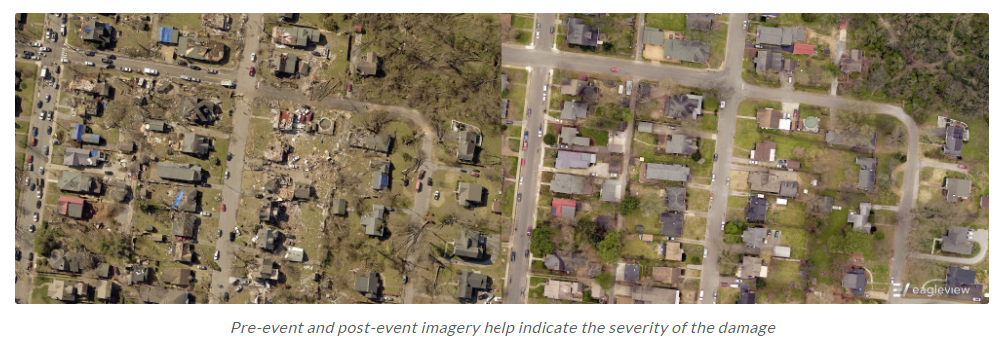 eagleview
Pre-event and post-event imagery help indicate the severity of the damage